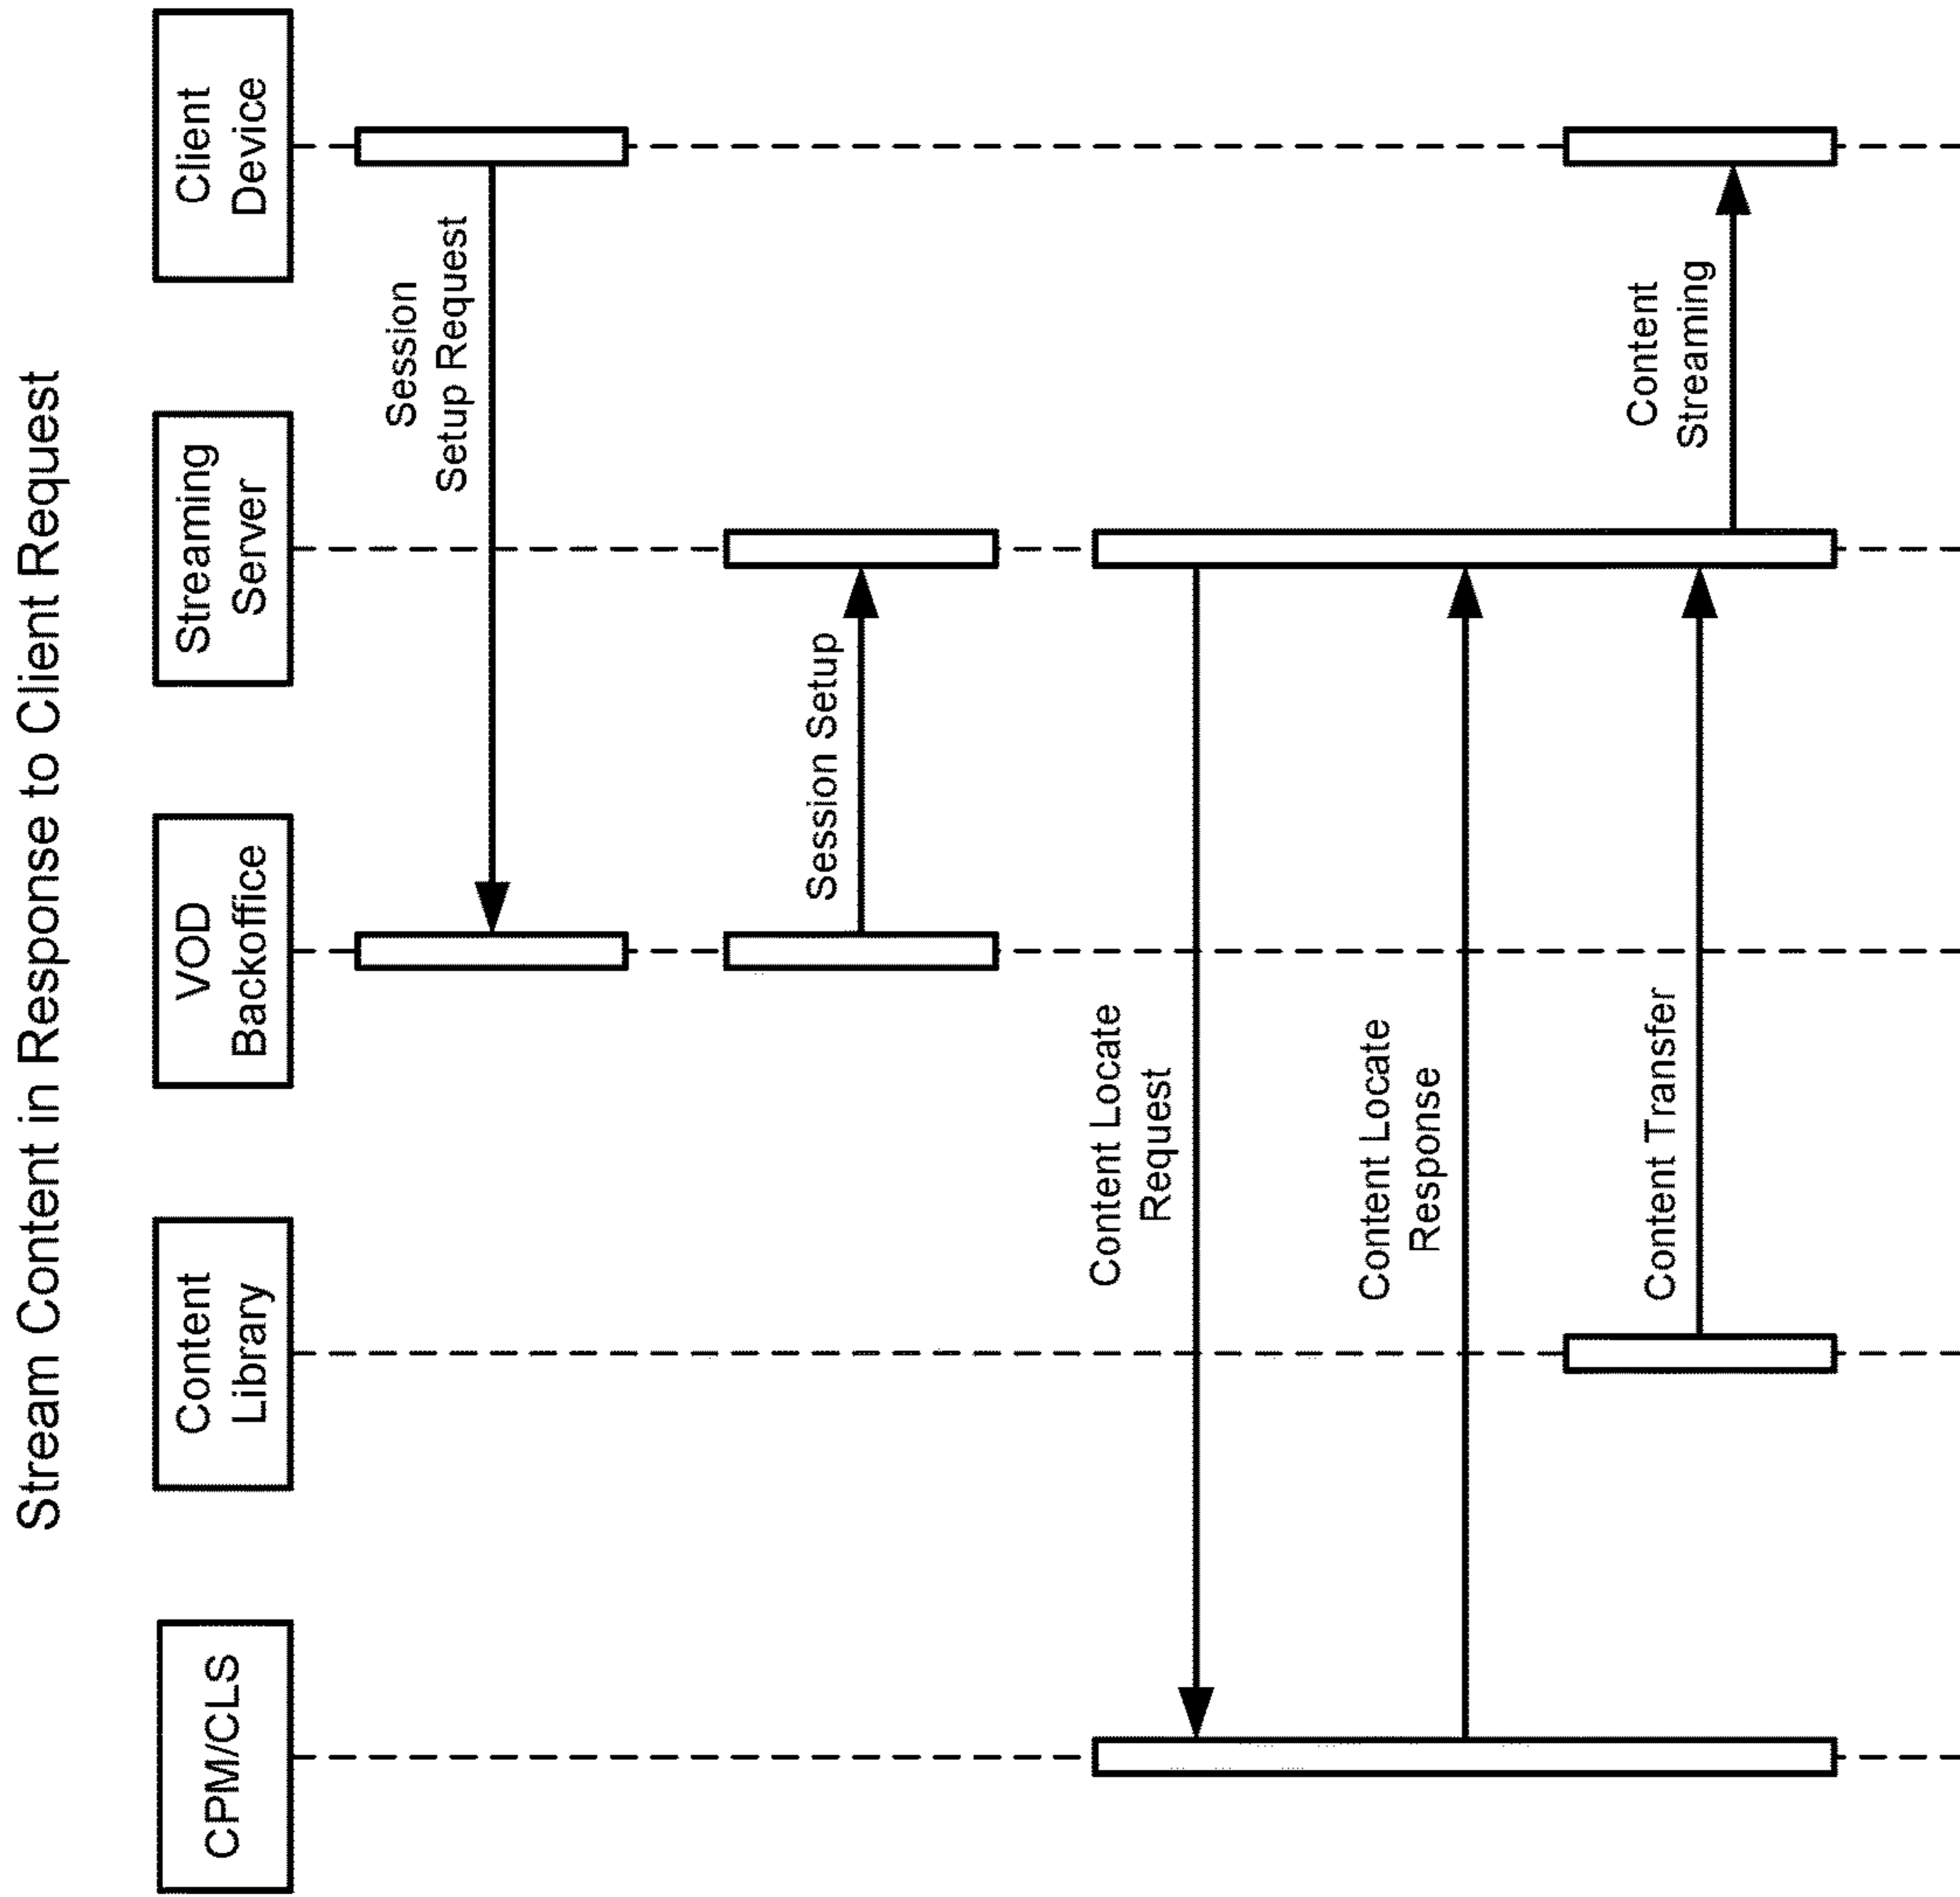 Stream Content in Response to Client Request
CPM/CLS
Content
Library
VOD
Backoffice
Streaming
Server
Client
Device
Session
Setup Request
Session Setup
Content Locate
Request
Content Locate
Response
Content Transfer
Content
Streaming